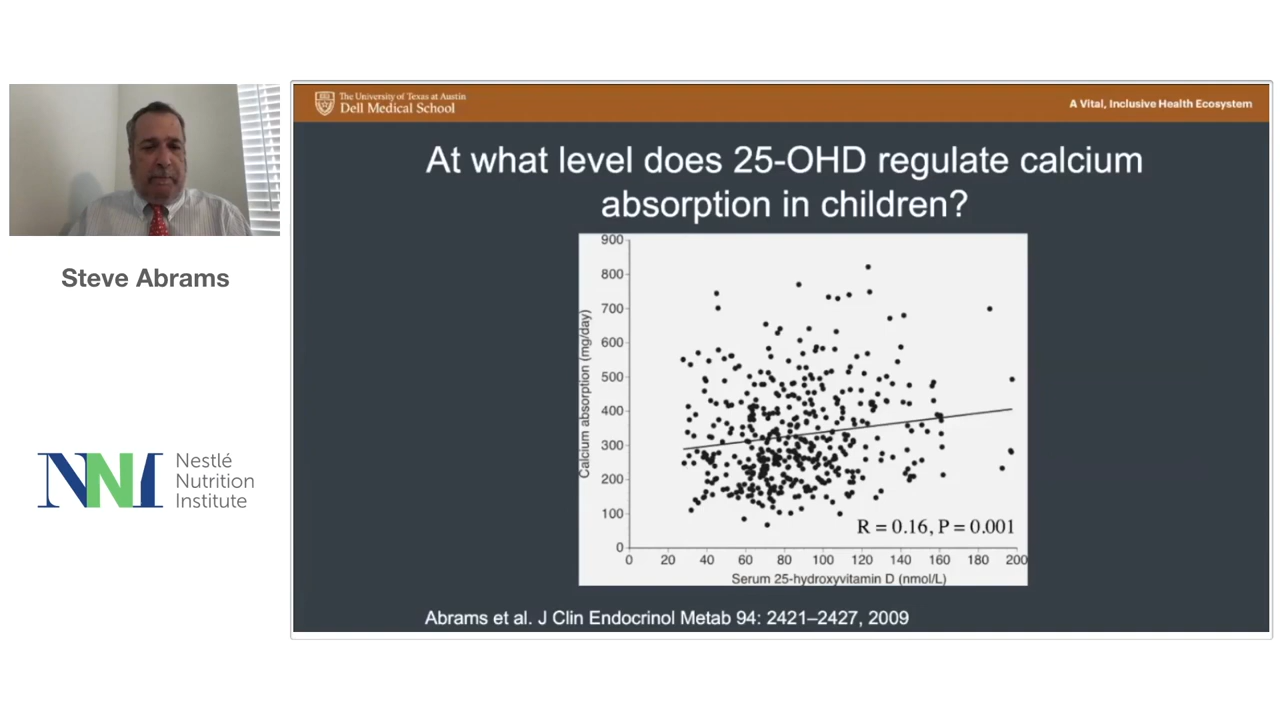 The University of Texas at Austin
Dell Medical School
A Vital, Inclusive Health Ecosystem
At what level does 25-OHD regulate calcium
absorption in children?
Steve Abrams
NNI
Nestlé
Nutrition
Institute
Calcium absorption (mg/day)
900
800
700
600
500
400
300
200
100
0
R = 0.16, P = 0.001
0 20 40 60 80 100 120 140 160 180 200
Serum 25-hydroxyvitamin D (nmol/L)
Abrams et al. J Clin Endocrinol Metab 94: 2421–2427, 2009